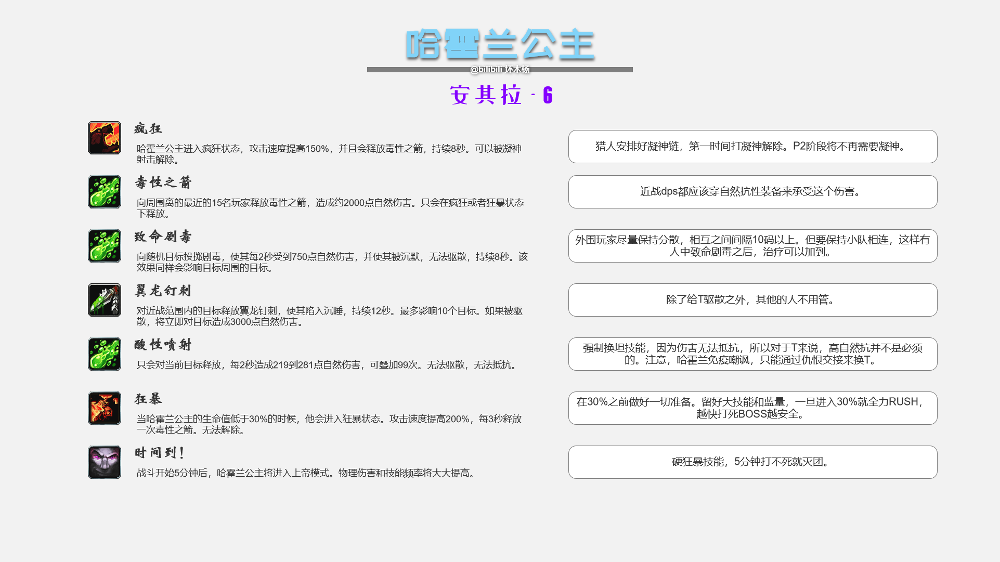 哈霍兰公主
@bilibili 坏木杨
安其拉 - 6
疯狂
哈霍兰公主进入疯狂状态，攻击速度提高150%，并且会释放毒性之箭，持续8秒。可以被凝神
射击解除。
猎人安排好凝神链，第一时间打凝神解除。P2阶段将不再需要凝神。
毒性之箭
向周围离的最近的15名玩家释放毒性之箭，造成约2000点自然伤害。只会在疯狂或者狂暴状态
下释放。
近战dps都应该穿自然抗性装备来承受这个伤害。
致命剧毒
向随机目标投掷剧毒，使其每2秒受到750点自然伤害，并使其被沉默，无法驱散，持续8秒。该
效果同样会影响目标周围的目标。
外围玩家尽量保持分散，相互之间间隔10码以上。但要保持小队相连，这样有
人中致命剧毒之后，治疗可以加到。
翼龙钉刺
对近战范围内的目标释放翼龙钉刺，使其陷入沉睡，持续12秒。最多影响10个目标。如果被驱
散，将立即对目标造成3000点自然伤害。
除了给T驱散之外，其他的人不用管。
酸性喷射
只会对当前目标释放，每2秒造成219到281点自然伤害，可叠加99次。无法驱散，无法抵抗。
强制换坦技能，因为伤害无法抵抗，所以对于T来说，高自然抗并不是必须
的。注意，哈霍兰免疫嘲讽，只能通过仇恨交接来换T。
狂暴
当哈霍兰公主的生命值低于30%的时候，他会进入狂暴状态。攻击速度提高200%，每3秒释放
一次毒性之箭。无法解除。
在30%之前做好一切准备。留好大技能和蓝量，一旦进入30%就全力RUSH，
越快打死BOSS越安全。
时间到！
战斗开始5分钟后，哈霍兰公主将进入上帝模式。物理伤害和技能频率将大大提高。
硬狂暴技能，5分钟打不死就灭团。